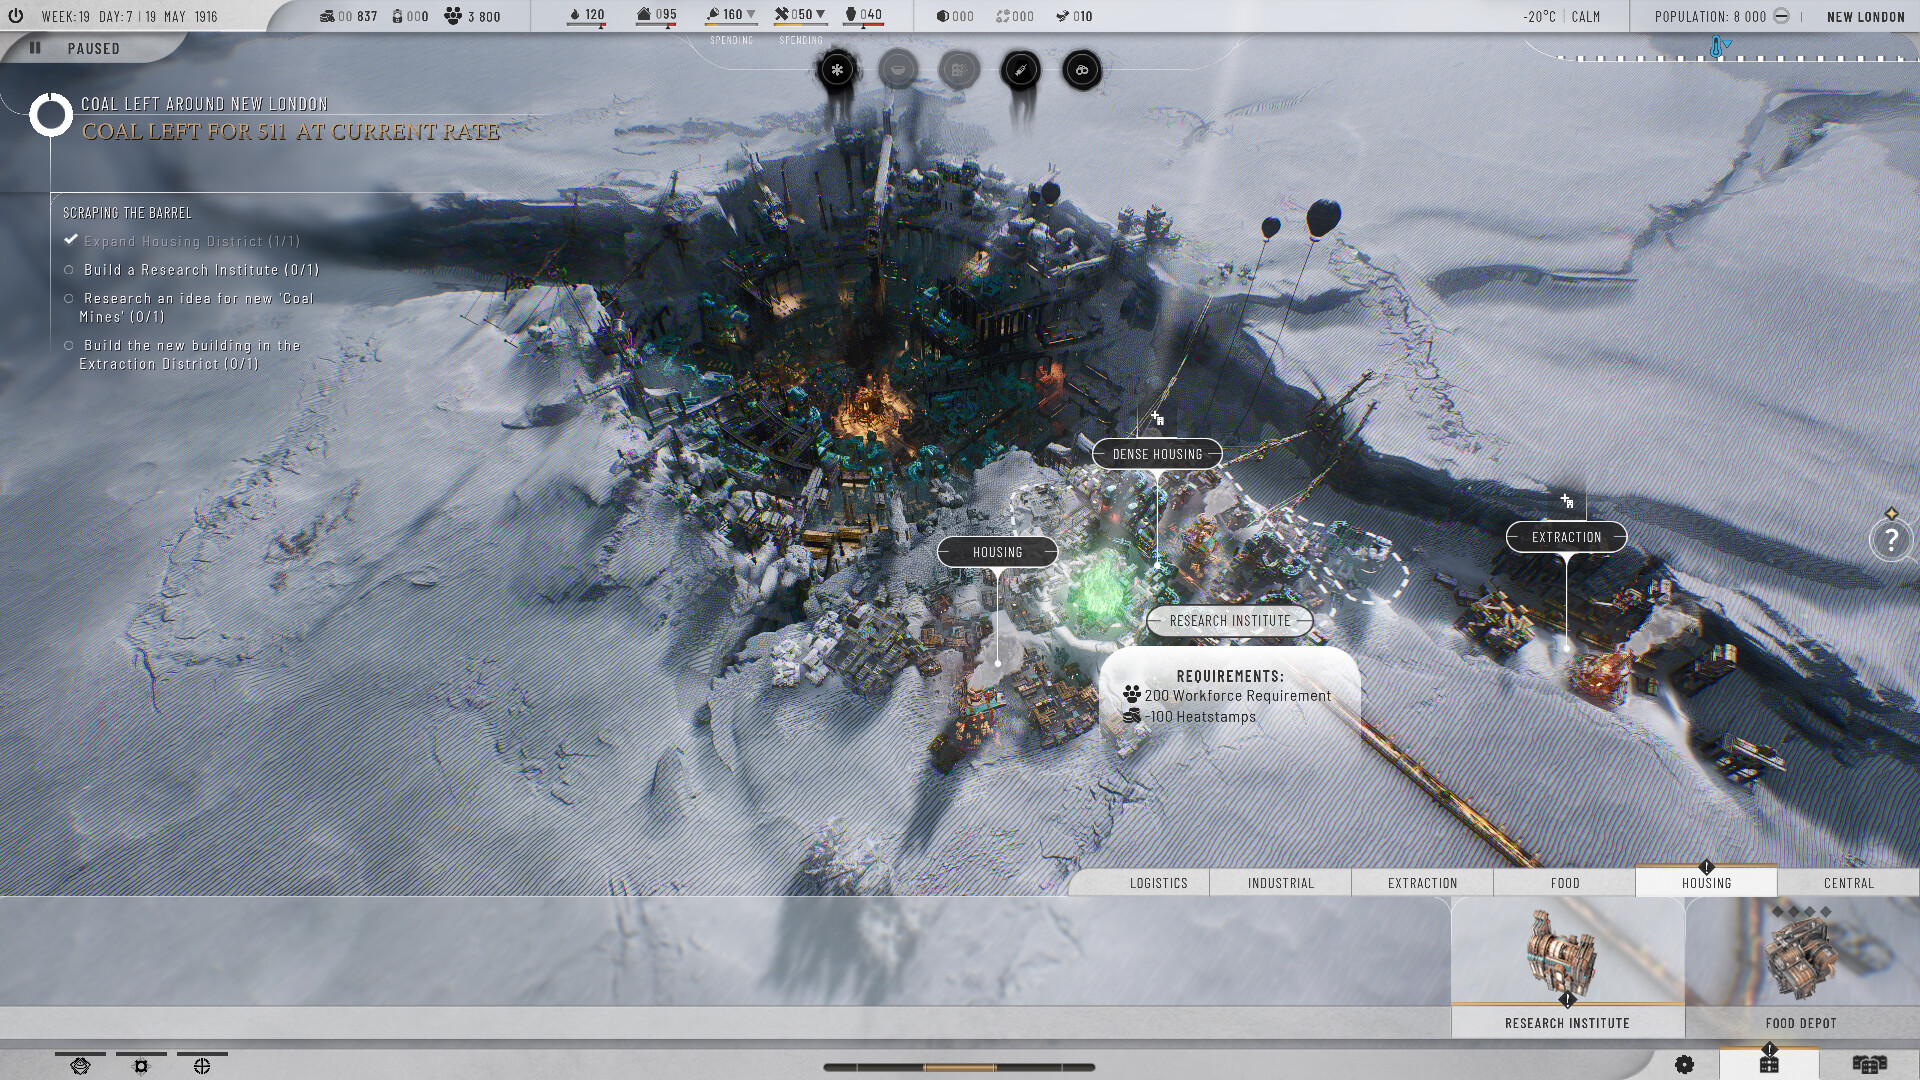 WEEK:19 DAY:7 | 19 MAY 1916
00 837
000
3 800
120
095
160
050
040
000
000
010
-20°C | CALM
POPULATION: 8 000
NEW LONDON
PAUSED
SPENDING
SPENDING
COAL LEFT AROUND NEW LONDON
COAL LEFT FOR 511 AT CURRENT RATE
SCRAPING THE BARREL
Expand Housing District (1/1)
Build a Research Institute (0/1)
Research an idea for new 'Coal
Mines' (0/1)
Build the new building in the
Extraction District (0/1)
DENSE HOUSING
EXTRACTION
HOUSING
?
RESEARCH INSTITUTE
REQUIREMENTS:
200 Workforce Requirement
-100 Heatstamps
LOGISTICS
INDUSTRIAL
EXTRACTION
FOOD
HOUSING
CENTRAL
RESEARCH INSTITUTE
FOOD DEPOT